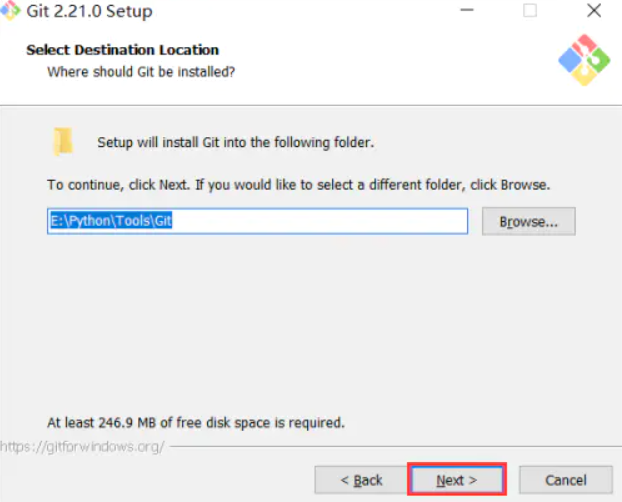 Git 2.21.0 Setup
Select Destination Location
Where should Git be installed?
Setup will install Git into the following folder.
To continue, click Next. If you would like to select a different folder, click Browse.
E:\Python\Tools\Git
Browse...
At least 246.9 MB of free disk space is required.
https://gitforwindows.org/
< Back
Next >
Cancel